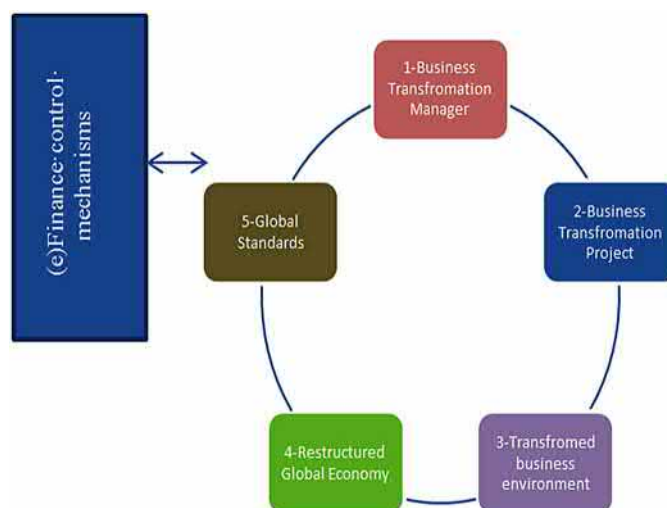 (e)Finance·control·
mechanisms
1-Business
Transfromation
Manager
2-Business
Transfromation
Project
3-Transfromed
business
environment
4-Restructured
Global Economy
5-Global
Standards